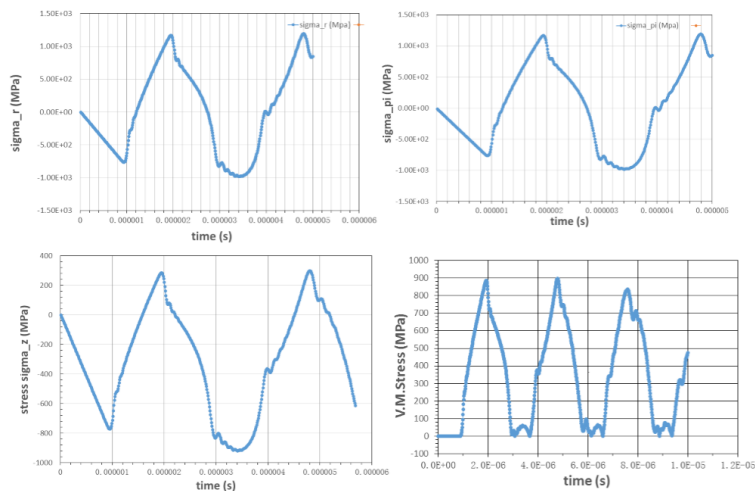 1.50E+03
sigma_r (Mpa)
1.00E+03
5.00E+02
0.00E+00
-5.00E+02
-1.00E+03
-1.50E+03
0 0.000001 0.000002 0.000003 0.000004 0.000005 0.000006
sigma_r (MPa)
time (s)
1.50E+03
sigma_pi (Mpa)
1.00E+03
5.00E+02
0.00E+00
-5.00E+02
-1.00E+03
-1.50E+03
0 0.000001 0.000002 0.000003 0.000004 0.000005
sigma_pi (MPa)
time (s)
400
200
0
-200
-400
-600
-800
-1000
0 0.000001 0.000002 0.000003 0.000004 0.000005 0.000006
stress sigma_z (MPa)
time (s)
1000
900
800
700
600
500
400
300
200
100
0
-100
0.0E+00 2.0E-06 4.0E-06 6.0E-06 8.0E-06 1.0E-05 1.2E-05
V.M.Stress (MPa)
time (s)